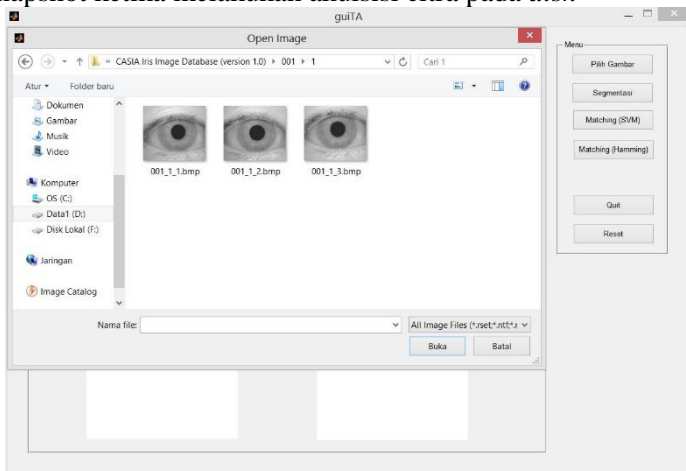 guiTA
Open Image
« CASIA Iris Image Database (version 1.0) › 001 › 1
Cari 1
Atur
Folder baru
Dokumen
Gambar
Musik
Video
Komputer
OS (C:)
Data1 (D:)
Disk Lokal (F:)
Jaringan
Image Catalog
001_1_1.bmp
001_1_2.bmp
001_1_3.bmp
Nama file:
All Image Files (*.rset;*.ntf;*.r
Buka
Batal
Menu
Pilih Gambar
Segmentasi
Matching (SVM)
Matching (Hamming)
Quit
Reset